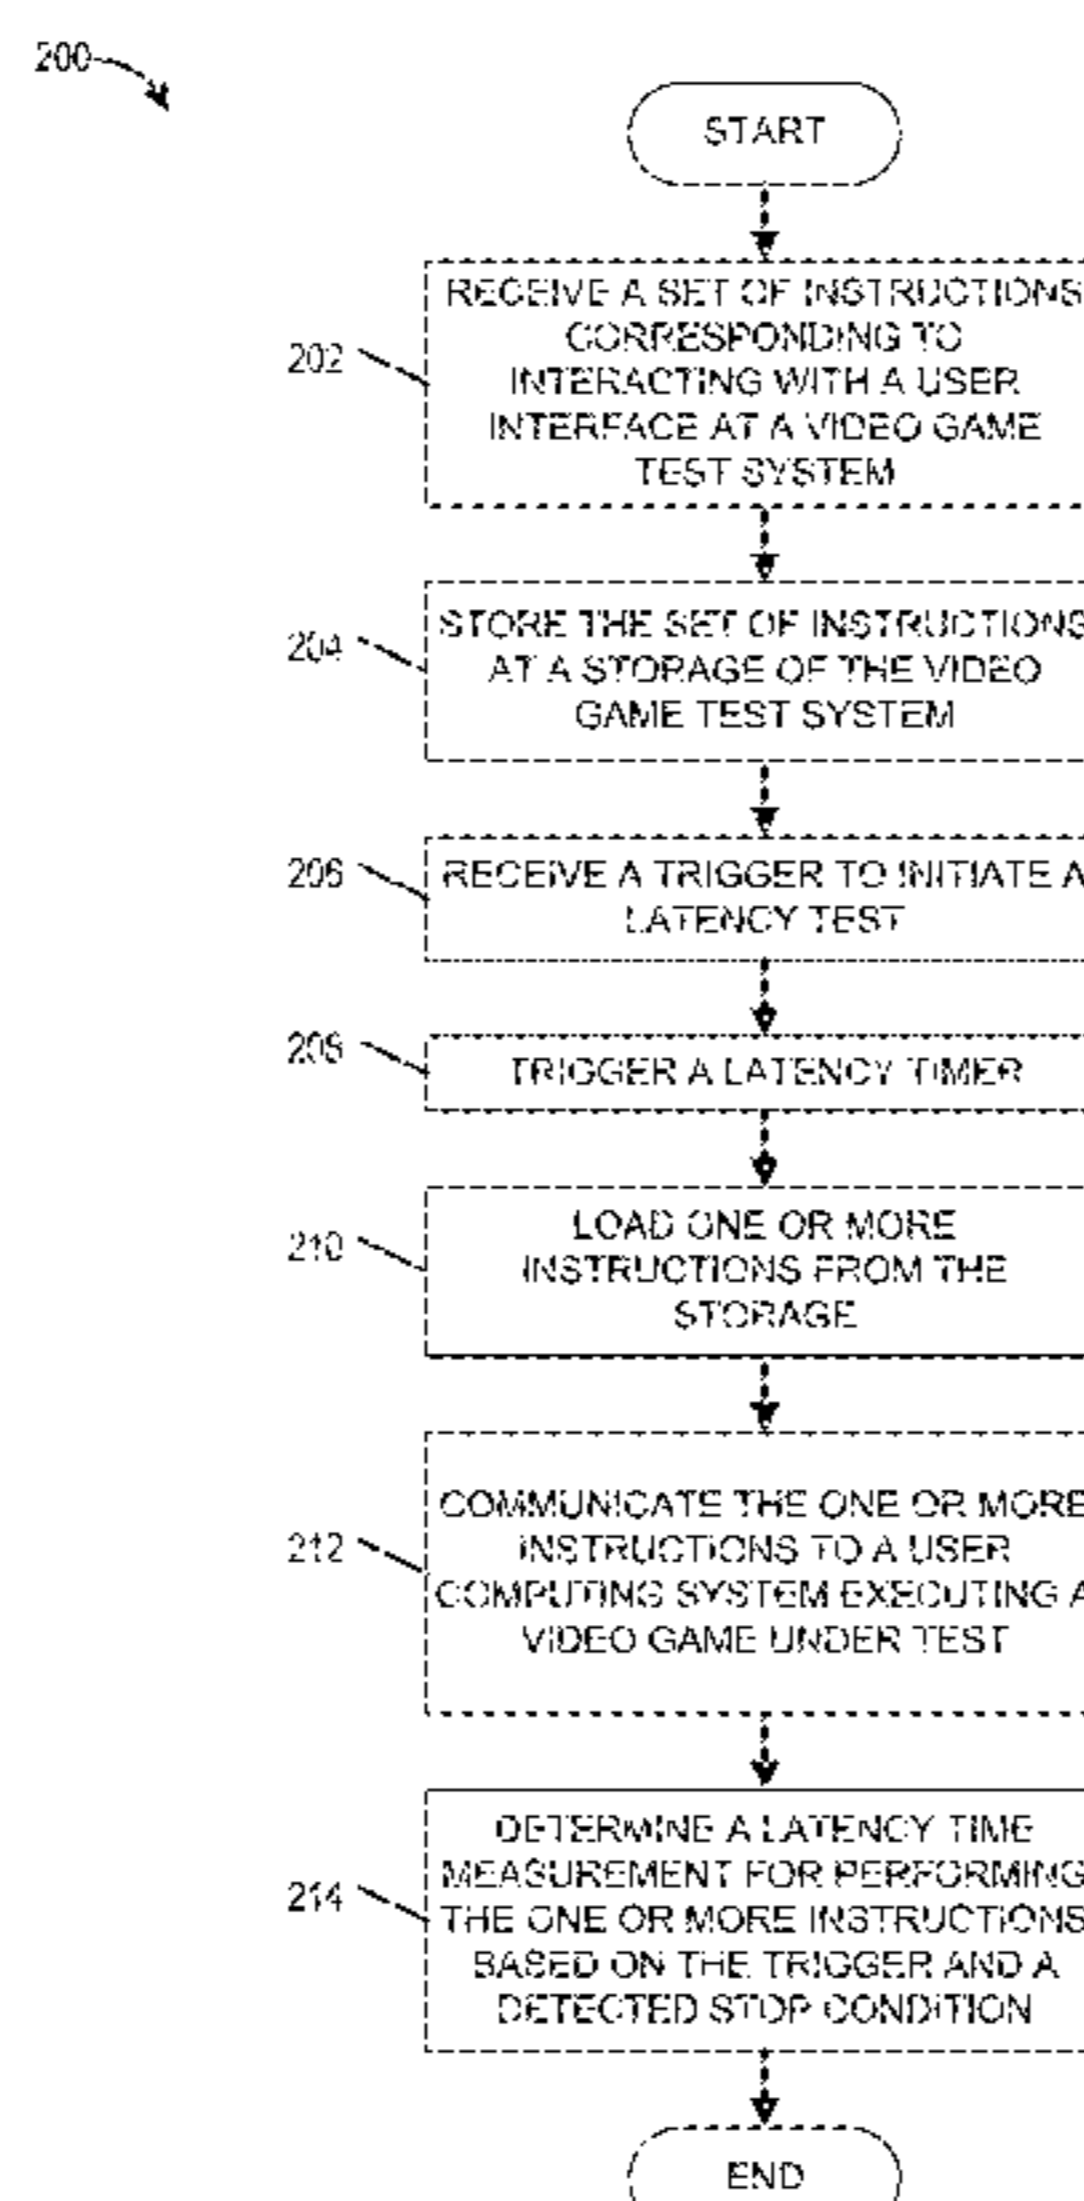 200
START
RECEIVE A SET OF INSTRUCTIONS
CORRESPONDING TO
INTERACTING WITH A USER
INTERFACE AT A VIDEO GAME
TEST SYSTEM
202
STORE THE SET OF INSTRUCTIONS
AT A STORAGE OF THE VIDEO
GAME TEST SYSTEM
204
RECEIVE A TRIGGER TO INITIATE A
LATENCY TEST
206
TRIGGER A LATENCY TIMER
208
LOAD ONE OR MORE
INSTRUCTIONS FROM THE
STORAGE
210
COMMUNICATE THE ONE OR MORE
INSTRUCTIONS TO A USER
COMPUTING SYSTEM EXECUTING A
VIDEO GAME UNDER TEST
212
DETERMINE A LATENCY TIME
MEASUREMENT FOR PERFORMING
THE ONE OR MORE INSTRUCTIONS
BASED ON THE TRIGGER AND A
DETECTED STOP CONDITION
214
END